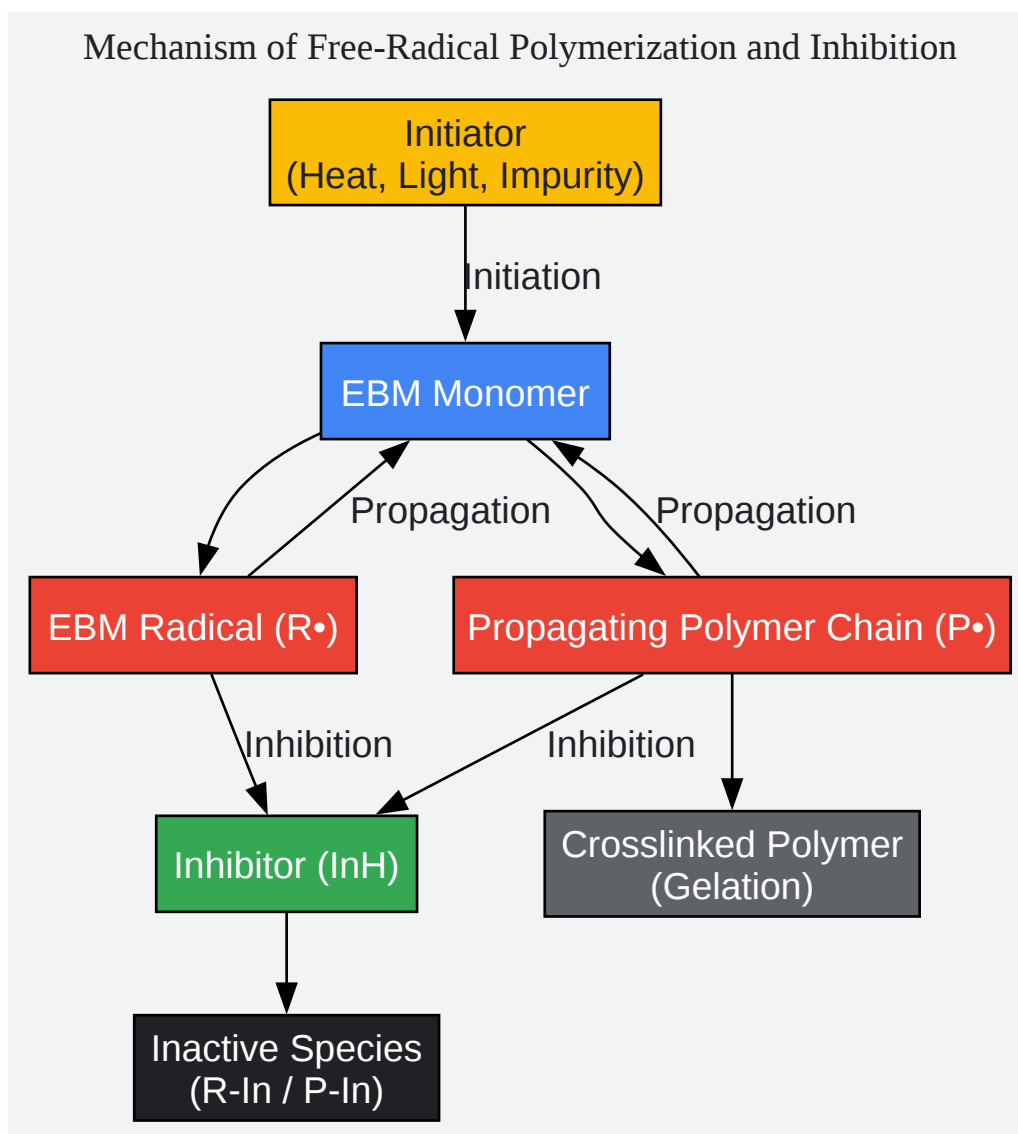 Mechanism of Free-Radical Polymerization and Inhibition
Initiator
(Heat, Light, Impurity)
Initiation
EBM Monomer
Propagation
Propagation
EBM Radical (R•)
Propagating Polymer Chain (P•)
Inhibition
Inhibition
Inhibitor (InH)
Crosslinked Polymer
(Gelation)
Inactive Species
(R-In / P-In)